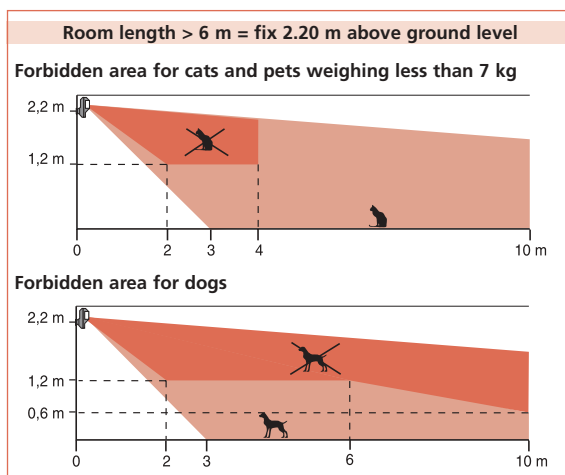 Room length > 6 m = fix 2.20 m above ground level
Forbidden area for cats and pets weighing less than 7 kg
2,2 m
1,2 m
0 2 3 4 10 m
Forbidden area for dogs
2,2 m
1,2 m
0,6 m
0 2 3 6 10 m